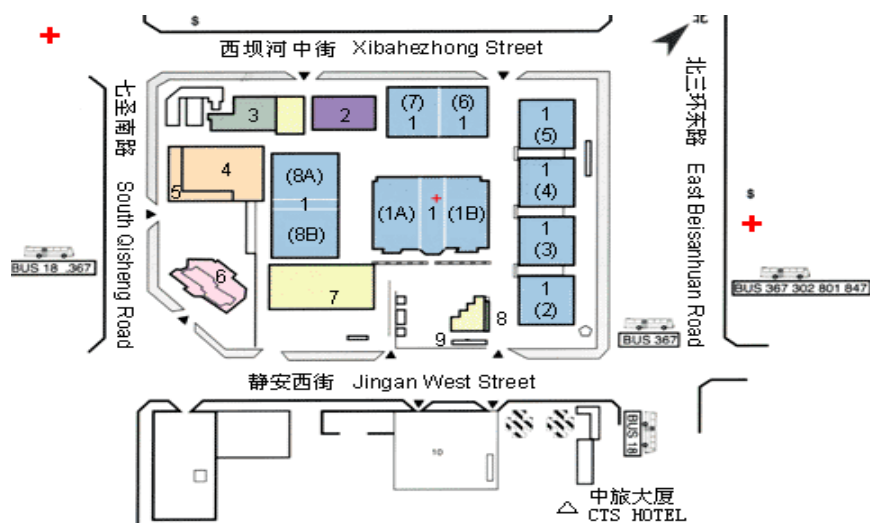 $
西坝河中街 Xibahezhong Street
北
七圣南路 South Qisheng Road
北三环东路 East Beisanhuan Road
3
2
(7)
1
(6)
1
1
(5)
4
5
(8A)
1
(8B)
(1A) 1 (1B)
1
(4)
$
1
(3)
BUS 18 .367
6
7
1
(2)
BUS 367 302 801 847
8
9
BUS 367
静安西街 Jingan West Street
BUS 18
10
中旅大厦
CTS HOTEL